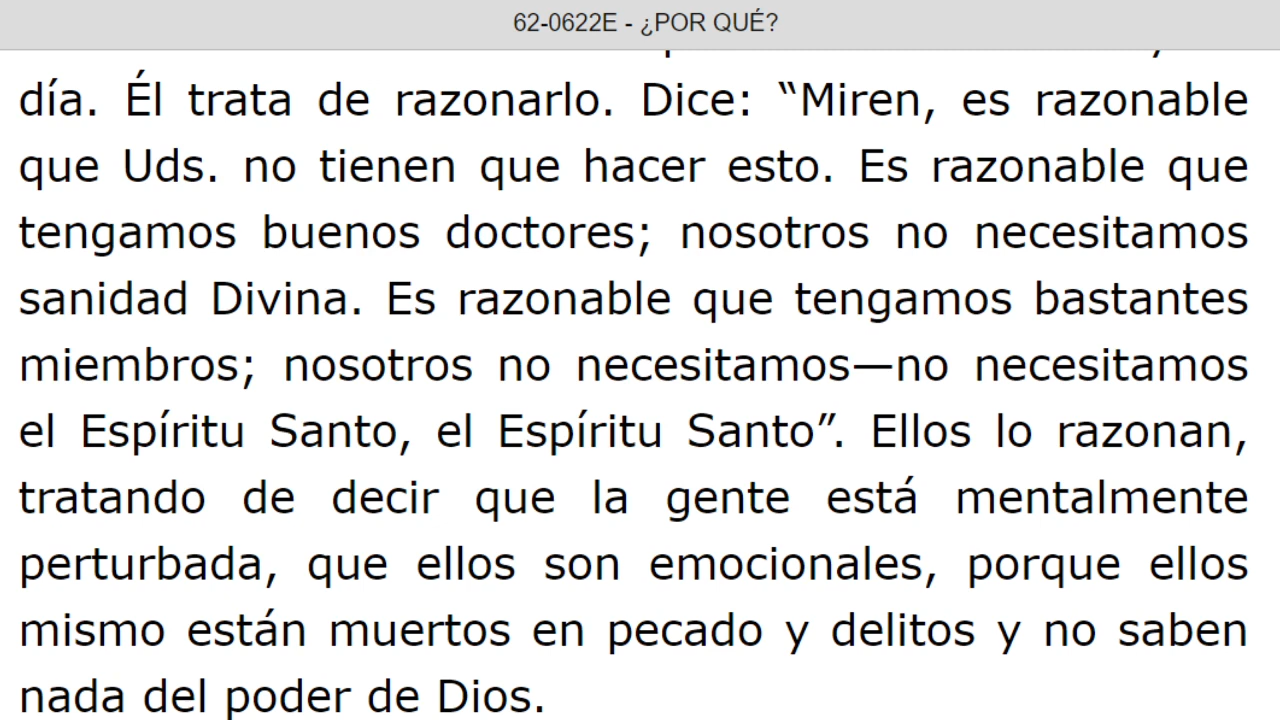 62-0622E - ¿POR QUÉ?
día. Él trata de razonarlo. Dice: “Miren, es razonable
que Uds. no tienen que hacer esto. Es razonable que
tengamos buenos doctores; nosotros no necesitamos
sanidad Divina. Es razonable que tengamos bastantes
miembros; nosotros no necesitamos—no necesitamos
el Espíritu Santo, el Espíritu Santo”. Ellos lo razonan,
tratando de decir que la gente está mentalmente
perturbada, que ellos son emocionales, porque ellos
mismo están muertos en pecado y delitos y no saben
nada del poder de Dios.